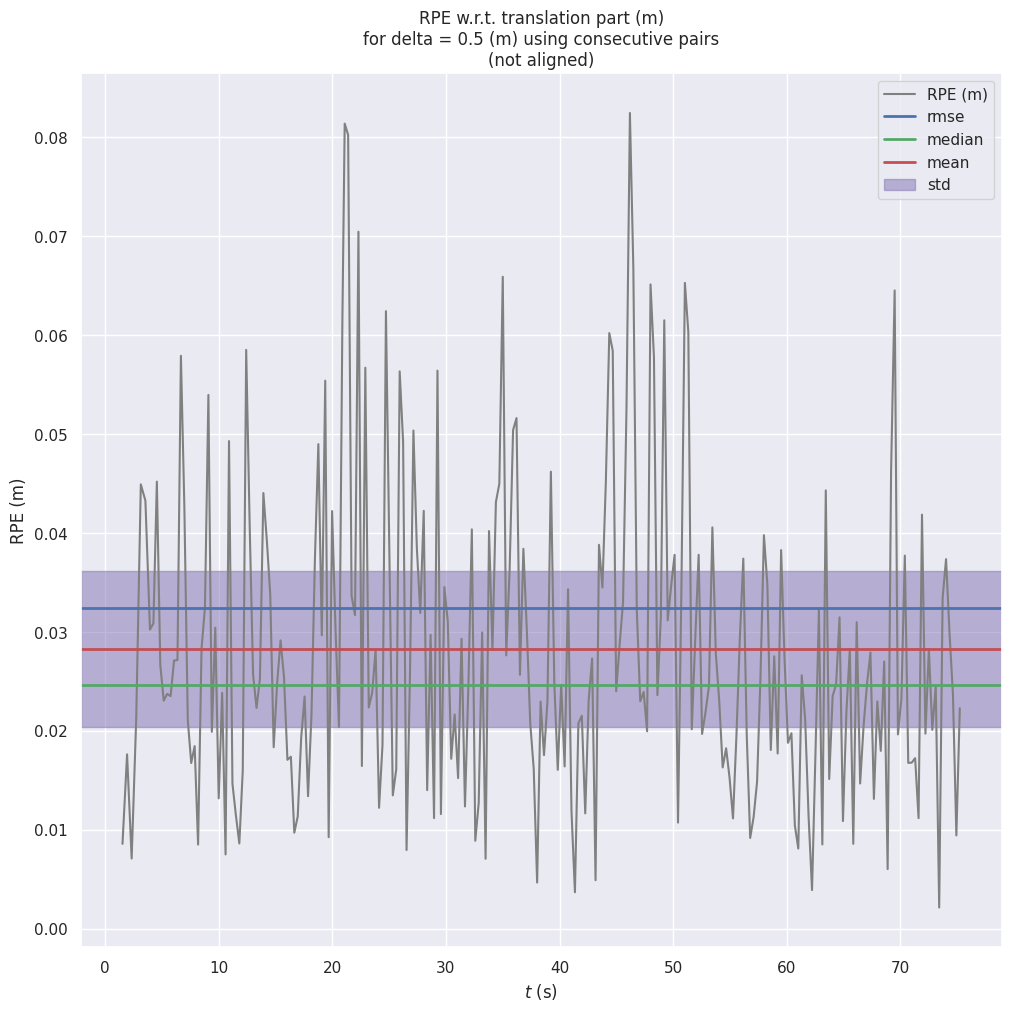 RPE w.r.t. translation part (m)
for delta = 0.5 (m) using consecutive pairs
(not aligned)
RPE (m)
rmse
median
mean
std
0.08
0.07
0.06
0.05
0.04
0.03
0.02
0.01
0.00
RPE (m)
0 10 20 30 40 50 60 70
t (s)